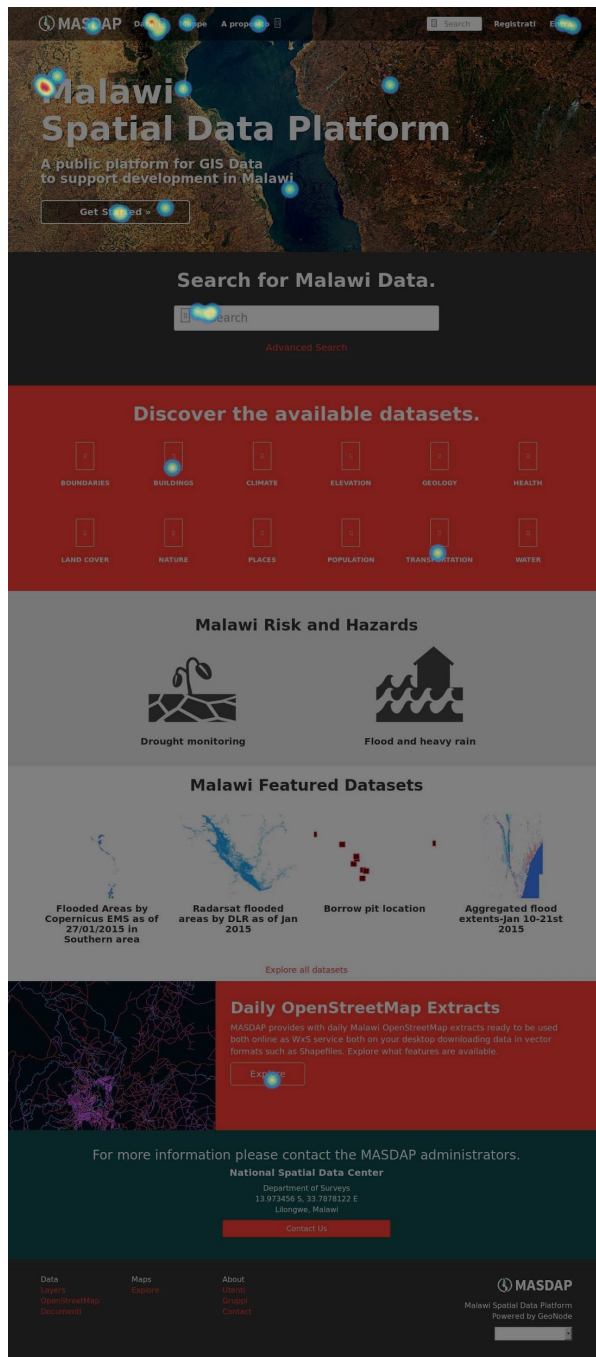 MASDAP
A proposito
Search
Registrati
Malawi
Spatial Data Platform
A public platform for GIS Data
to support development in Malawi
Get Started »
Search for Malawi Data.
Search
Advanced Search
Discover the available datasets.
BOUNDARIES BUILDINGS CLIMATE ELEVATION GEOLOGY HEALTH
LAND COVER NATURE PLACES POPULATION TRANSPORTATION WATER
Malawi Risk and Hazards
Drought monitoring
Flood and heavy rain
Malawi Featured Datasets
Flooded Areas by
Copernicus EMS as of
27/01/2015 in
Southern area
Radarsat flooded
areas by DLR as of Jan
2015
Borrow pit location
Aggregated flood
extents-Jan 10-21st
2015
Explore all datasets
Daily OpenStreetMap Extracts
MASDAP provides with daily Malawi OpenStreetMap extracts ready to be used
both online as WxS service both on your desktop downloading data in vector
formats such as Shapefiles. Explore what features are available.
Explore
For more information please contact the MASDAP administrators.
National Spatial Data Center
Department of Surveys
13.973456 S, 33.7878122 E
Lilongwe, Malawi
Contact Us
Data
Layers
OpenStreetMap
Documenti
Maps
Explore
About
Utenti
Gruppi
Contact
MASDAP
Malawi Spatial Data Platform
Powered by GeoNode